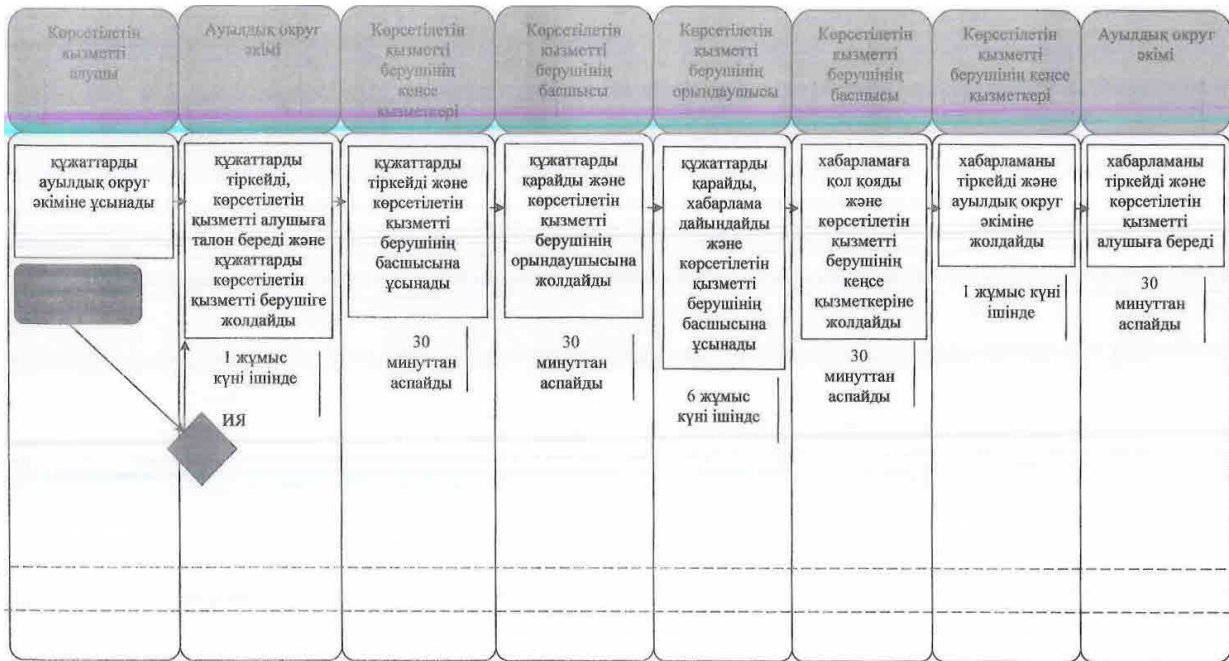 Көрсетілетін
қызметті
алушы
Ауылдық округ
әкімі
Көрсетілетін
қызметті
берушінің
кеңсе
қызметкері
Көрсетілетін
қызметті
берушінің
басшысы
Көрсетілетін
қызметті
берушінің
орындаушысы
Көрсетілетін
қызметті
берушінің
басшысы
Көрсетілетін
қызметті
берушінің кеңсе
қызметкері
Ауылдық округ
әкімі
құжаттарды
ауылдық округ
әкіміне ұсынады
құжаттарды
тіркейді,
көрсетілетін
қызметті алушыға
талон береді және
құжаттарды
көрсетілетін
қызметті берушіге
жолдайды
1 жұмыс
күні ішінде
ИЯ
құжаттарды
тіркейді және
көрсетілетін
қызметті
берушінің
басшысына
ұсынады
30
минуттан
аспайды
құжаттарды
қарайды және
көрсетілетін
қызметті
берушінің
орындаушысына
жолдайды
30
минуттан
аспайды
құжаттарды
қарайды,
хабарлама
дайындайды
және
көрсетілетін
қызметті
берушінің
басшысына
ұсынады
6 жұмыс
күні ішінде
хабарламаға
қол қояды
және
көрсетілетін
қызметті
берушінің
кеңсе
қызметкеріне
жолдайды
30
минуттан
аспайды
хабарламаны
тіркейді және
ауылдық округ
әкіміне
жолдайды
1 жұмыс күні
ішінде
хабарламаны
тіркейді және
көрсетілетін
қызметті
алушыға береді
30
минуттан
аспайды